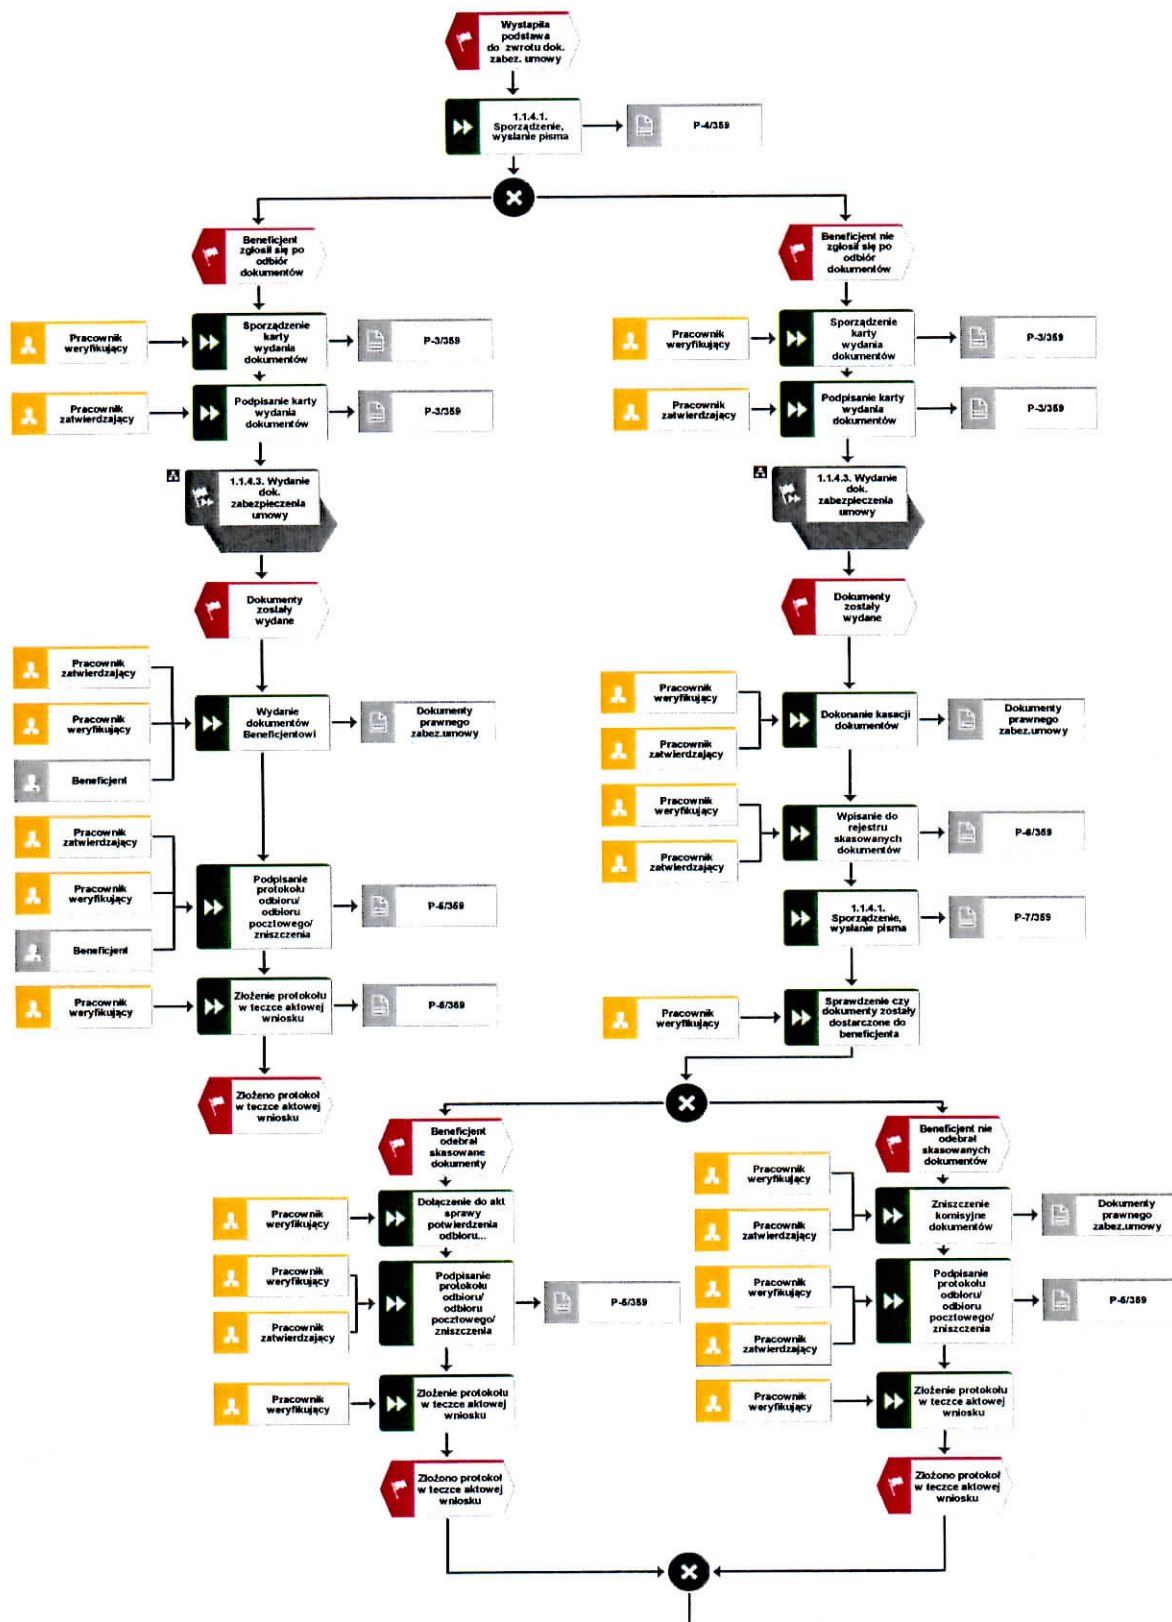 Wystąpiła
podstawa
do zwrotu dok.
zabez. umowy
1.1.4.1.
Sporządzenie,
wysłanie pisma
P-4/359
Beneficjent
zgłosił się po
odbiór
dokumentów
Beneficjent nie
zgłosił się po
odbiór
dokumentów
Pracownik
weryfikujący
Sporządzenie
karty
wydania
dokumentów
P-3/359
Pracownik
weryfikujący
Sporządzenie
karty
wydania
dokumentów
P-3/359
Pracownik
zatwierdzający
Podpisanie karty
wydania
dokumentów
P-3/359
Pracownik
zatwierdzający
Podpisanie karty
wydania
dokumentów
P-3/359
1.1.4.3. Wydanie
dok.
zabezpieczenia
umowy
1.1.4.3. Wydanie
dok.
zabezpieczenia
umowy
Dokumenty
zostały
wydane
Dokumenty
zostały
wydane
Pracownik
zatwierdzający
Pracownik
weryfikujący
Beneficjent
Wydanie
dokumentów
Beneficjentowi
Dokumenty
prawnego
zabez.umowy
Pracownik
weryfikujący
Pracownik
zatwierdzający
Dokonanie kasacji
dokumentów
Dokumenty
prawnego
zabez.umowy
Pracownik
weryfikujący
Pracownik
zatwierdzający
Wpisanie do
rejestru
skasowanych
dokumentów
P-6/359
Pracownik
zatwierdzający
Pracownik
weryfikujący
Beneficjent
Podpisanie
protokołu
odbioru/
odbioru
pocztowego/
zniszczenia
P-5/359
1.1.4.1.
Sporządzenie,
wysłanie pisma
P-7/359
Pracownik
weryfikujący
Złożenie protokołu
w teczce aktowej
wniosku
P-5/359
Pracownik
weryfikujący
Sprawdzenie czy
dokumenty zostały
dostarczone do
beneficjenta
Złożeno protokoł
w teczce aktowej
wniosku
Beneficjent
odebrał
skasowane
dokumenty
Beneficjent nie
odebrał
skasowanych
dokumentów
Pracownik
weryfikujący
Dołączenie do akt
sprawy
potwierdzenia
odbioru...
Pracownik
weryfikujący
Pracownik
zatwierdzający
Zniszczenie
komisyjne
dokumentów
Dokumenty
prawnego
zabez.umowy
Pracownik
weryfikujący
Pracownik
zatwierdzający
Podpisanie
protokołu
odbioru/
odbioru
pocztowego/
zniszczenia
P-5/359
Pracownik
weryfikujący
Pracownik
zatwierdzający
Podpisanie
protokołu
odbioru/
odbioru
pocztowego/
zniszczenia
P-5/359
Pracownik
weryfikujący
Złożenie protokołu
w teczce aktowej
wniosku
Pracownik
weryfikujący
Złożenie protokołu
w teczce aktowej
wniosku
Złożono protokoł
w teczce aktowej
wniosku
Złożono protokoł
w teczce aktowej
wniosku